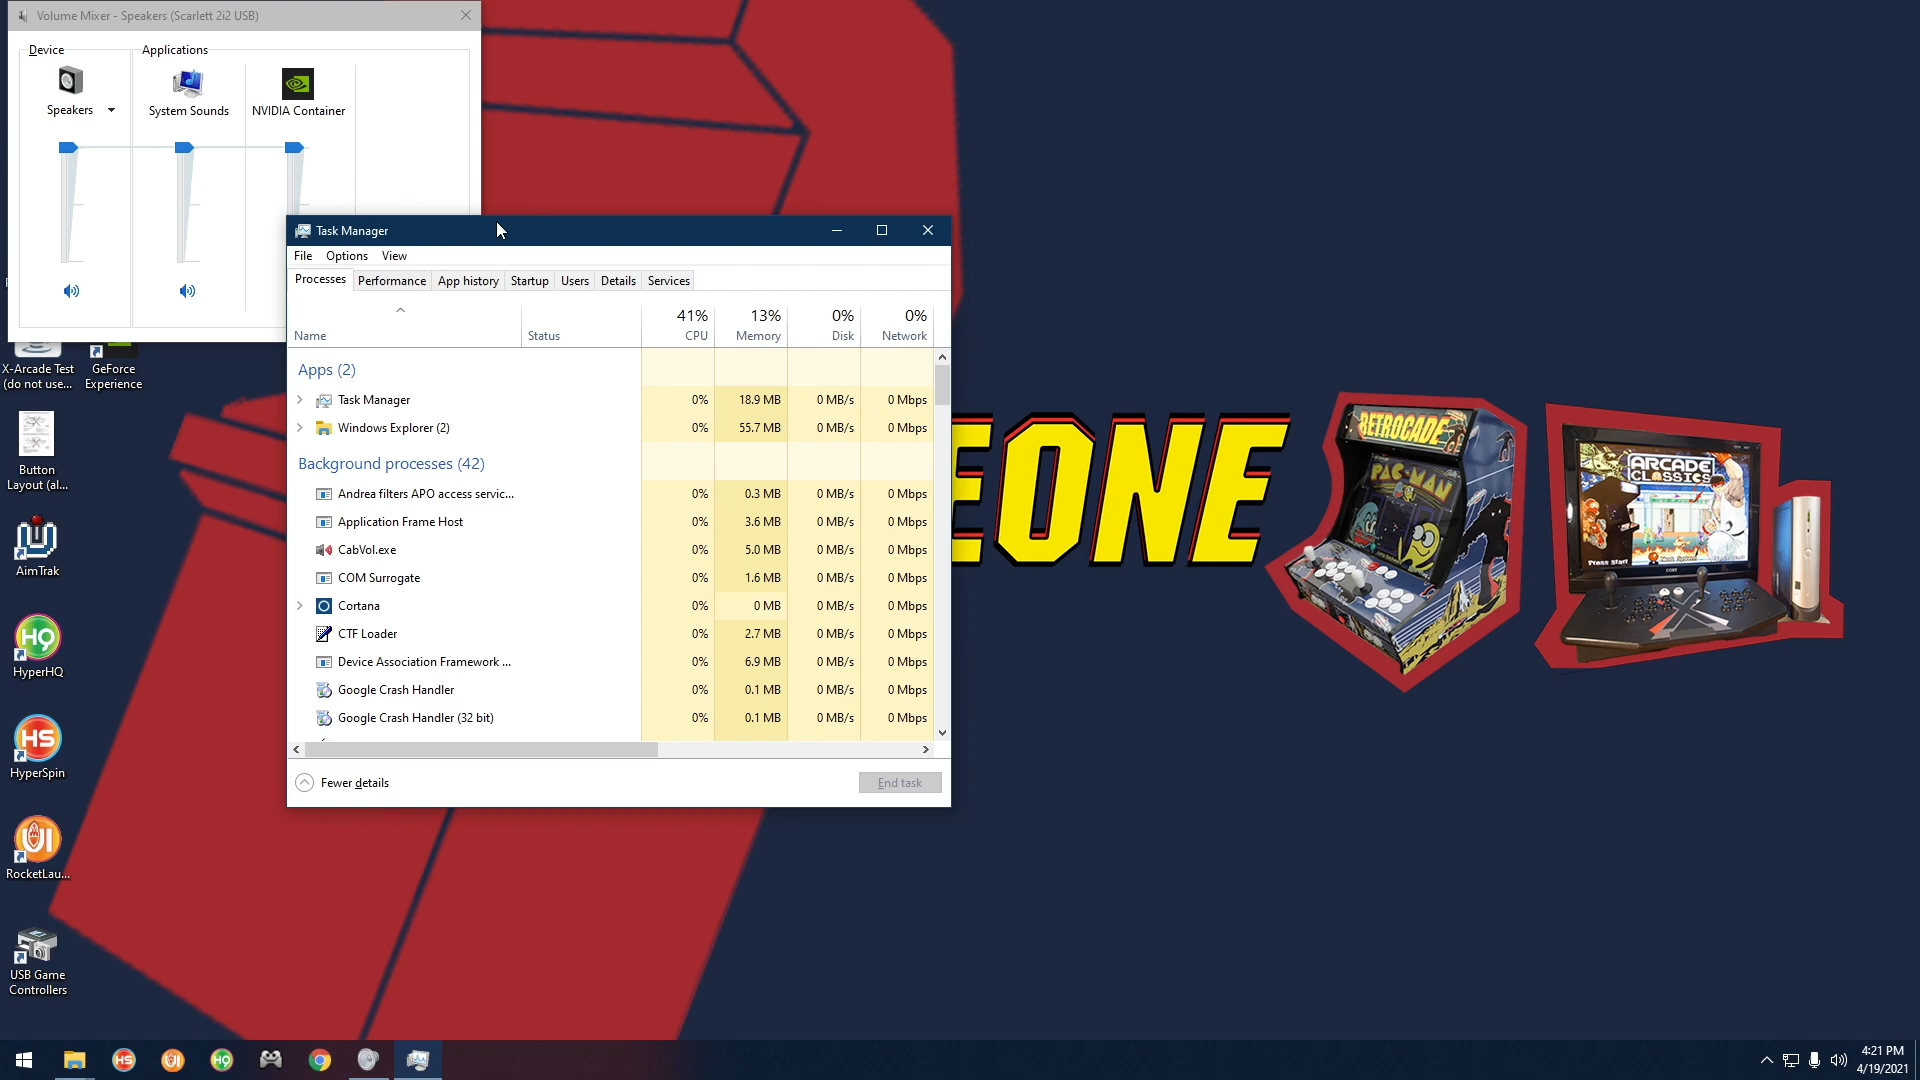 Volume Mixer - Speakers (Scarlett 2i2 USB)
Device
Applications
Speakers
System Sounds
NVIDIA Container
Task Manager
File Options View
Processes Performance App history Startup Users Details Services
41% 13% 0% 0%
Name Status CPU Memory Disk Network
Apps (2)
Task Manager 0% 18.9 MB 0 MB/s 0 Mbps
Windows Explorer (2) 0% 55.7 MB 0 MB/s 0 Mbps
Background processes (42)
Andrea filters APO access servic... 0% 0.3 MB 0 MB/s 0 Mbps
Application Frame Host 0% 3.6 MB 0 MB/s 0 Mbps
CabVol.exe 0% 5.0 MB 0 MB/s 0 Mbps
COM Surrogate 0% 1.6 MB 0 MB/s 0 Mbps
Cortana 0% 0 MB 0 MB/s 0 Mbps
CTF Loader 0% 2.7 MB 0 MB/s 0 Mbps
Device Association Framework ... 0% 6.9 MB 0 MB/s 0 Mbps
Google Crash Handler 0% 0.1 MB 0 MB/s 0 Mbps
Google Crash Handler (32 bit) 0% 0.1 MB 0 MB/s 0 Mbps
Fewer details
End task
X-Arcade Test
(do not use...
GeForce
Experience
Button
Layout (al...
AimTrak
HQ
HyperHQ
HS
HyperSpin
UI
RocketLau...
USB Game
Controllers
EONE
RETROCADE
PAC-MAN
ARCADE
CLASSICS
Press Start
HS
UI
HQ
4:21 PM
4/19/2021